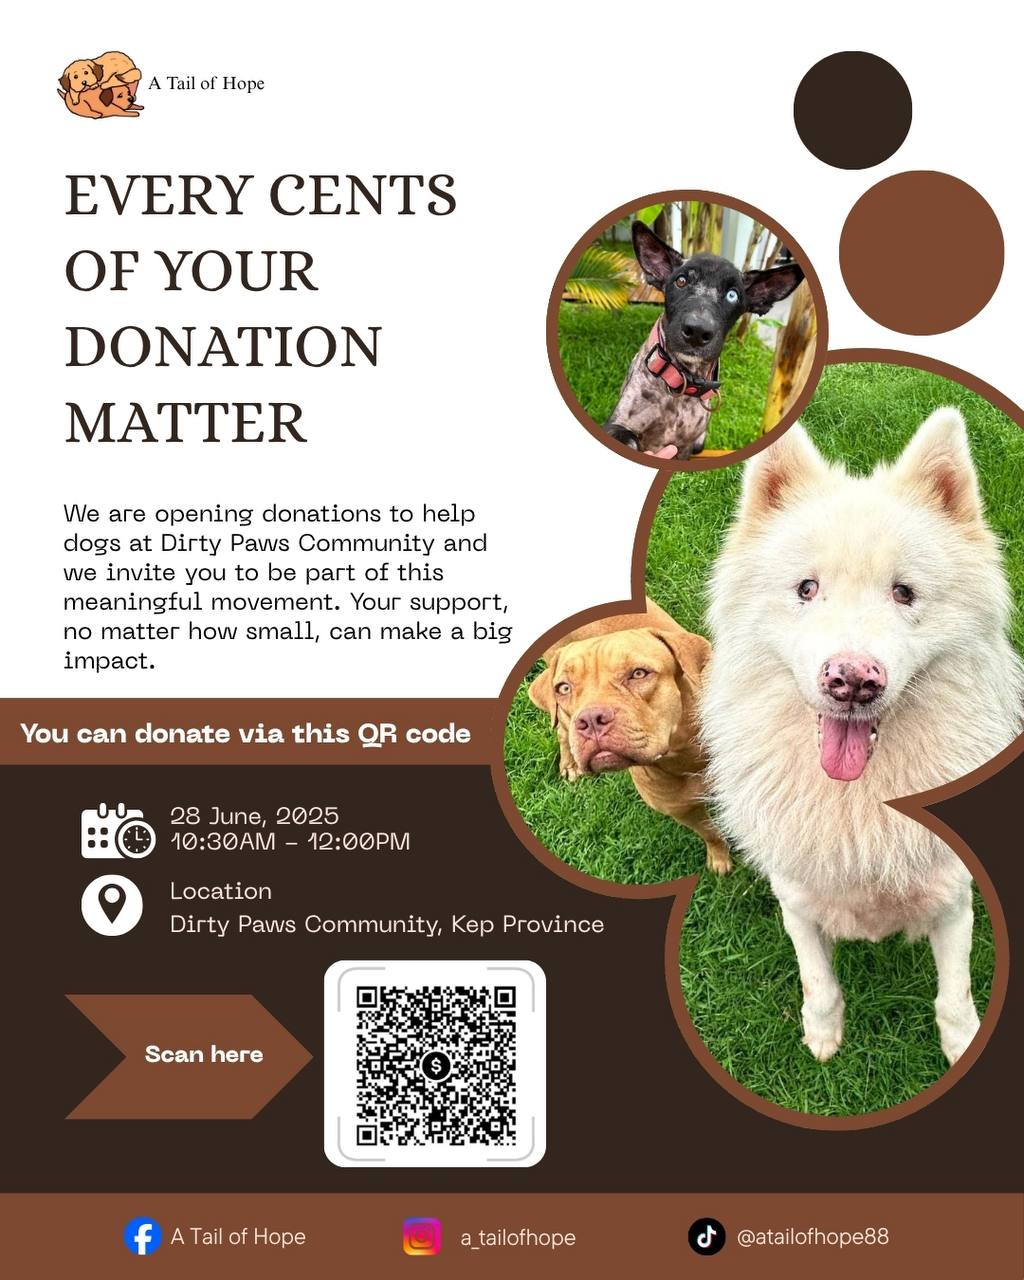 A Tail of Hope
EVERY CENTS
OF YOUR
DONATION
MATTER
We are opening donations to help
dogs at Dirty Paws Community and
we invite you to be part of this
meaningful movement. Your support,
no matter how small, can make a big
impact.
You can donate via this QR code
28 June, 2025
10:30AM - 12:00PM
Location
Dirty Paws Community, Kep Province
Scan here
$
A Tail of Hope
a_tailofhope
@atailofhope88